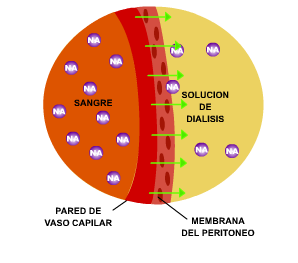 NA
NA
NA
NA
NA
NA
SANGRE
SOLUCION
DE
DIALISIS
NA
NA
NA
NA
NA
NA
NA
NA
PARED DE
VASO CAPILAR
MEMBRANA
DEL PERITONEO